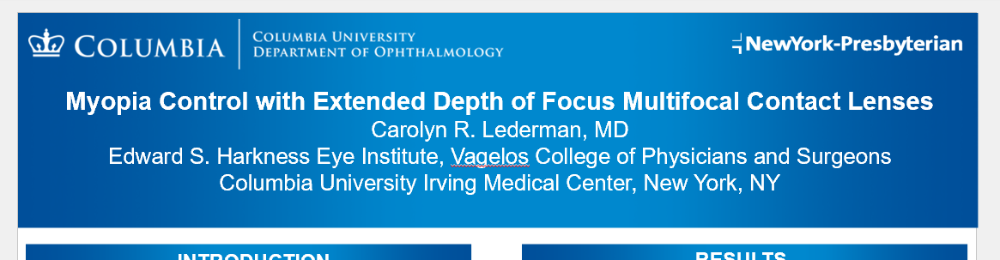 COLUMBIA
COLUMBIA UNIVERSITY
DEPARTMENT OF OPHTHALMOLOGY
NewYork-Presbyterian
Myopia Control with Extended Depth of Focus Multifocal Contact Lenses
Carolyn R. Lederman, MD
Edward S. Harkness Eye Institute, Vagelos College of Physicians and Surgeons
Columbia University Irving Medical Center, New York, NY
INTRODUCTION
RESULTS